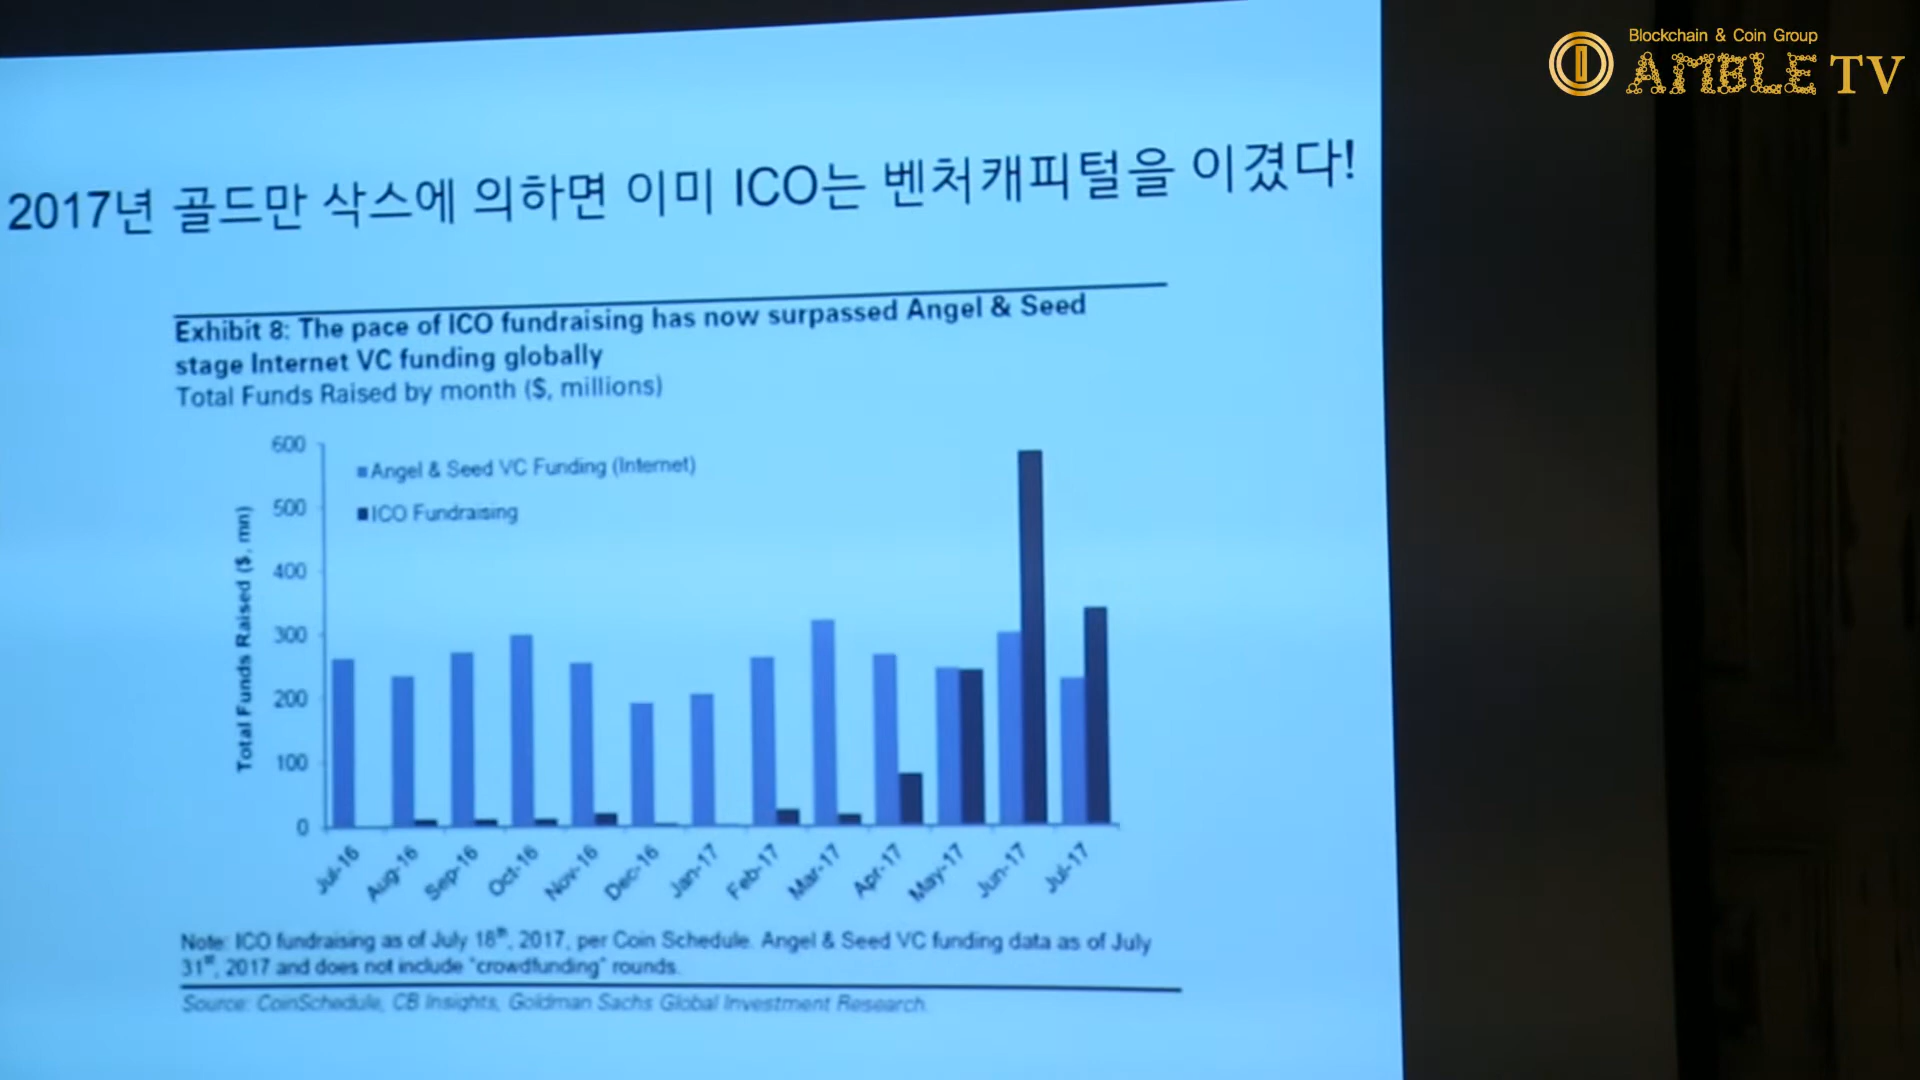 Blockchain & Coin Group
AMBLE TV
2017년 골드만 삭스에 의하면 이미 ICO는 벤처캐피털을 이겼다!
Exhibit 8: The pace of ICO fundraising has now surpassed Angel & Seed
stage Internet VC funding globally
Total Funds Raised by month ($, millions)
Total Funds Raised ($, mn)
600
500
400
300
200
100
0
Angel & Seed VC Funding (Internet)
ICO Fundraising
Jul-16
Aug-16
Sep-16
Oct-16
Nov-16
Dec-16
Jan-17
Feb-17
Mar-17
Apr-17
May-17
Jun-17
Jul-17
Note: ICO fundraising as of July 18th, 2017, per Coin Schedule. Angel & Seed VC funding data as of July
31st, 2017 and does not include "crowdfunding" rounds.
Source: CoinSchedule, CB Insights, Goldman Sachs Global Investment Research.